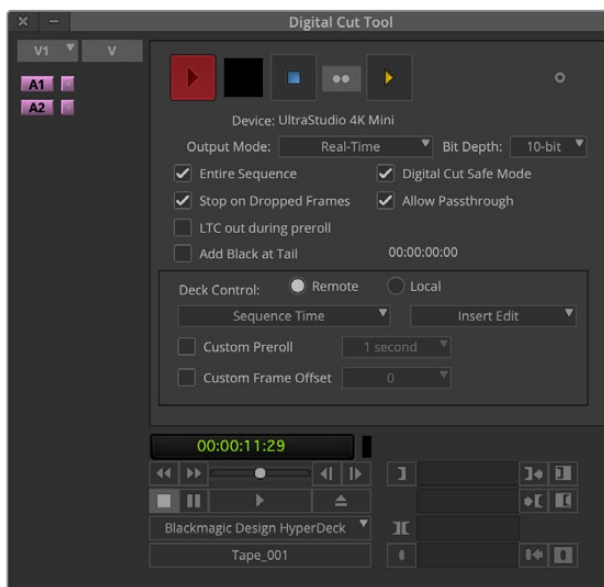 Digital Cut Tool
V1 V
A1
A2
Device: UltraStudio 4K Mini
Output Mode: Real-Time Bit Depth: 10-bit
Entire Sequence Digital Cut Safe Mode
Stop on Dropped Frames Allow Passthrough
LTC out during preroll
Add Black at Tail 00:00:00:00
Deck Control: Remote Local
Sequence Time Insert Edit
Custom Preroll 1 second
Custom Frame Offset 0
00:00:11:29
Blackmagic Design HyperDeck
Tape_001